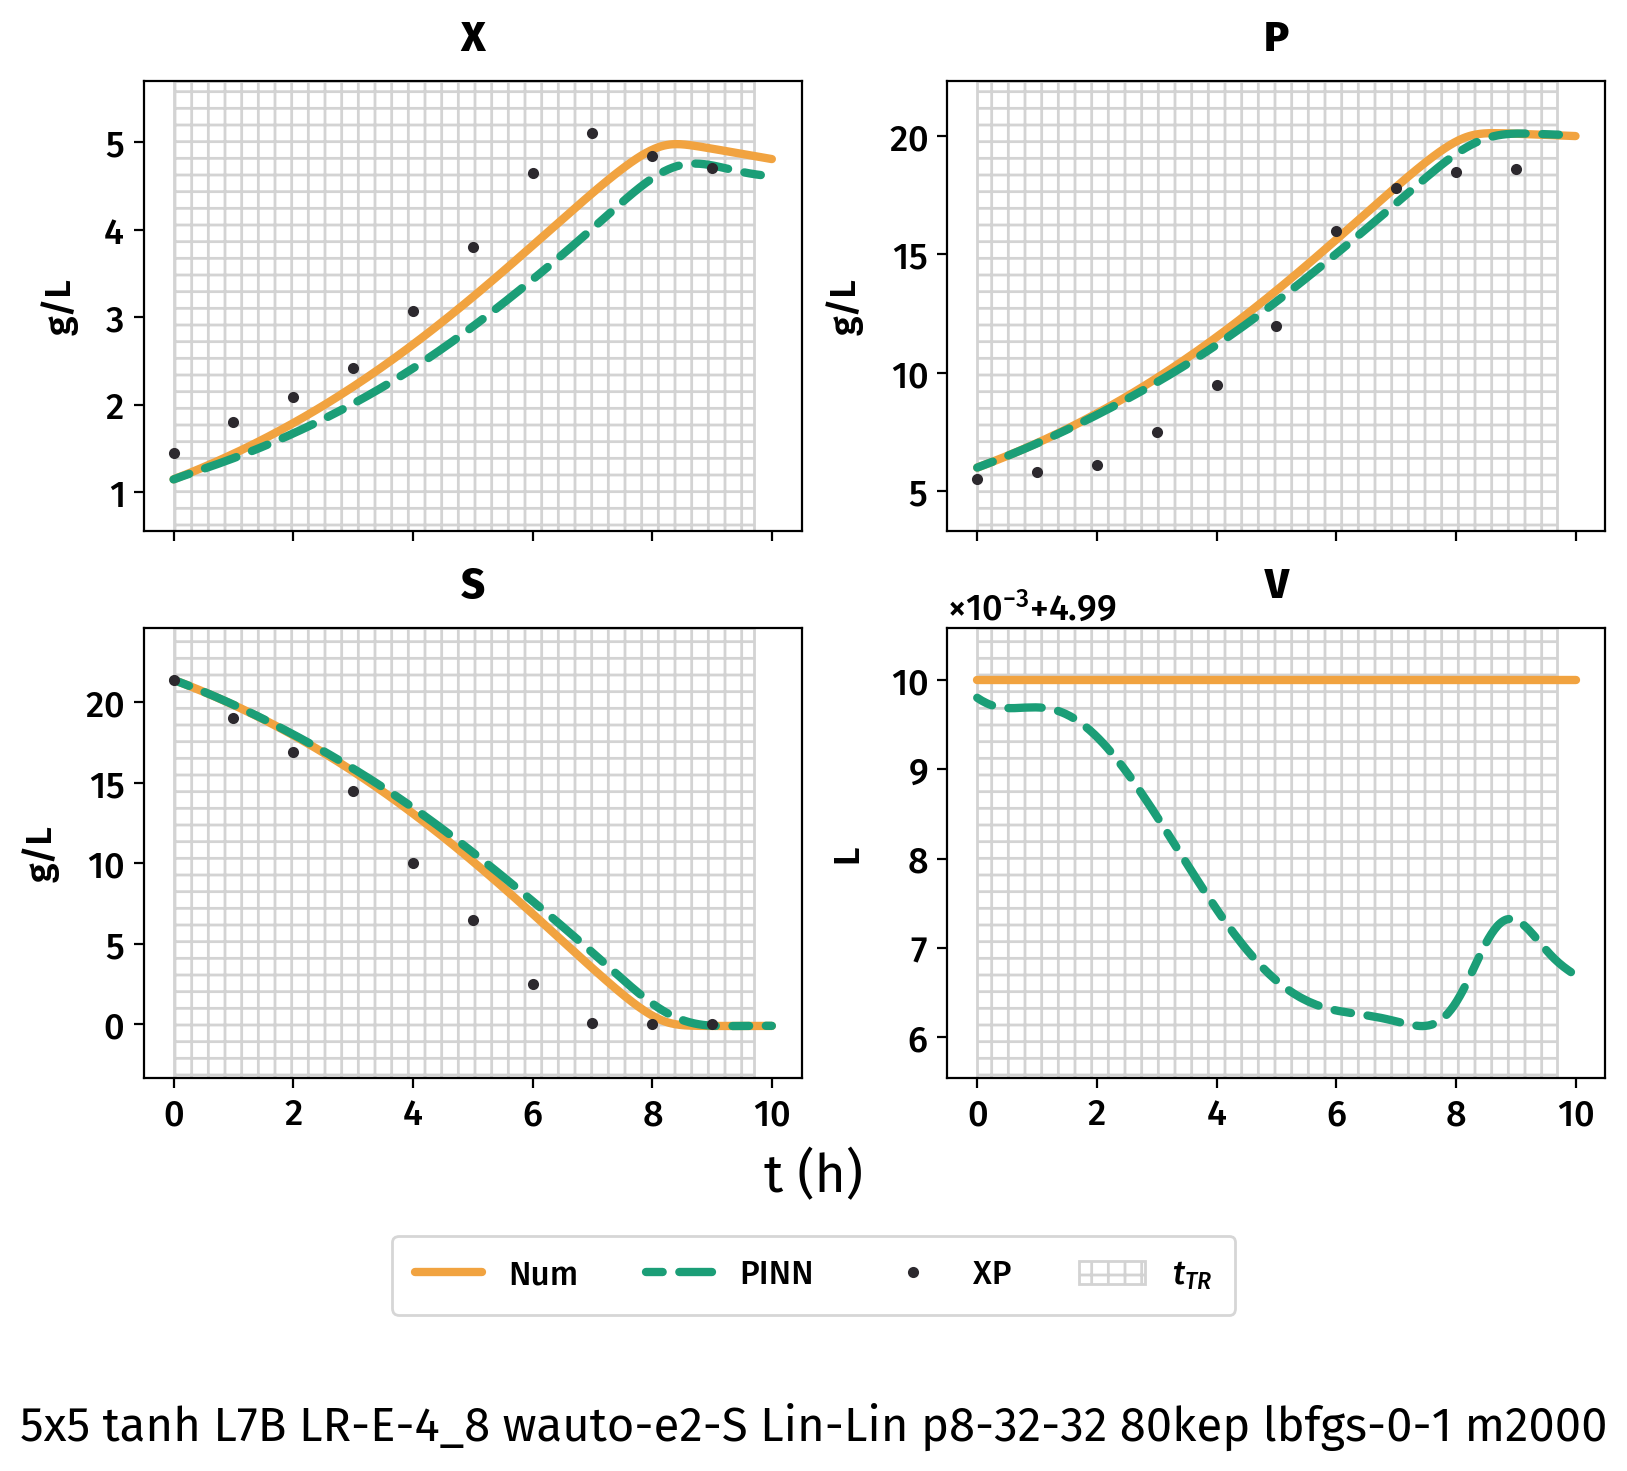 X
P
g/L
5
4
3
2
1
g/L
20
15
10
5
S
V
×10⁻³+4.99
g/L
20
15
10
5
0
L
10
9
8
7
6
0 2 4 6 8 10
0 2 4 6 8 10
t (h)
Num PINN XP t_TR
5x5 tanh L7B LR-E-4_8 wauto-e2-S Lin-Lin p8-32-32 80kep lbfgs-0-1 m2000